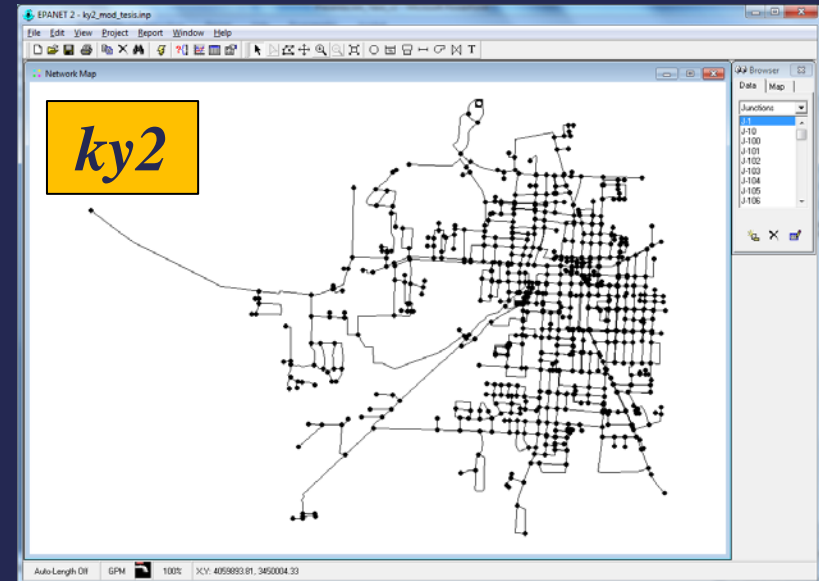 EPANET 2 - ky2_mod_tesis.inp
File Edit View Project Report Window Help
T
Network Map
ky2
Browser
Data Map
Junctions
J-1
J-10
J-100
J-101
J-102
J-103
J-104
J-105
J-106
Auto-Length Off GPM 100% X,Y: 4059893.81, 3450004.33